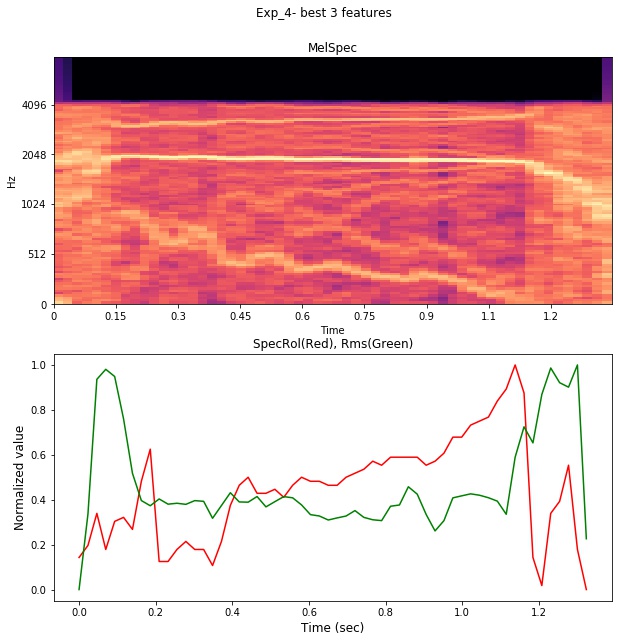 Exp_4- best 3 features
MelSpec
4096
2048
1024
512
0
Hz
0 0.15 0.3 0.45 0.6 0.75 0.9 1.1 1.2
Time
SpecRol(Red), Rms(Green)
1.0
0.8
0.6
0.4
0.2
0.0
Normalized value
0.0 0.2 0.4 0.6 0.8 1.0 1.2
Time (sec)